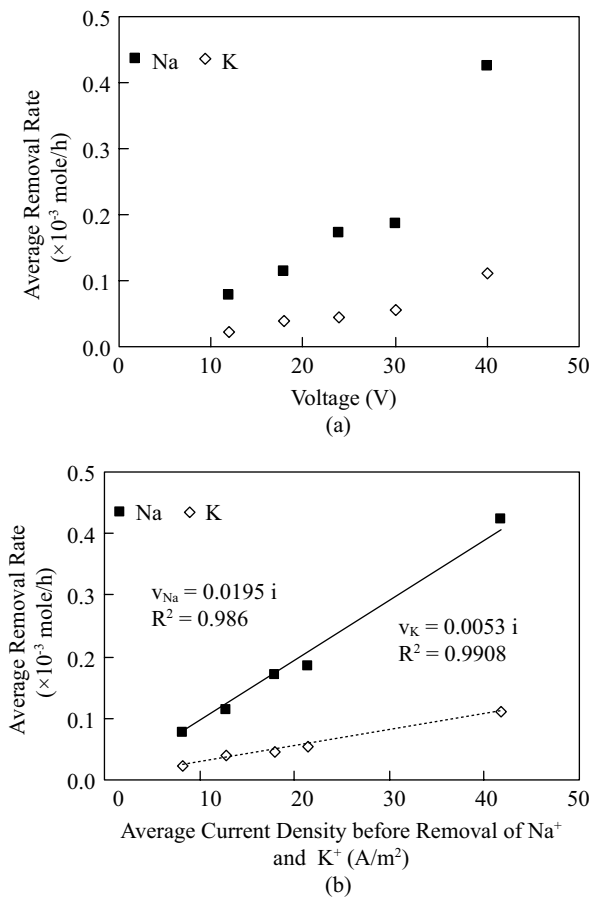 0.5
Na K
0.4
0.3
0.2
0.1
0.0
Average Removal Rate
(×10⁻³ mole/h)
0 10 20 30 40 50
Voltage (V)
(a)
0.5
Na K
0.4
v_Na = 0.0195 i
R² = 0.986
0.3
v_K = 0.0053 i
R² = 0.9908
0.2
0.1
0.0
Average Removal Rate
(×10⁻³ mole/h)
0 10 20 30 40 50
Average Current Density before Removal of Na⁺
and K⁺ (A/m²)
(b)